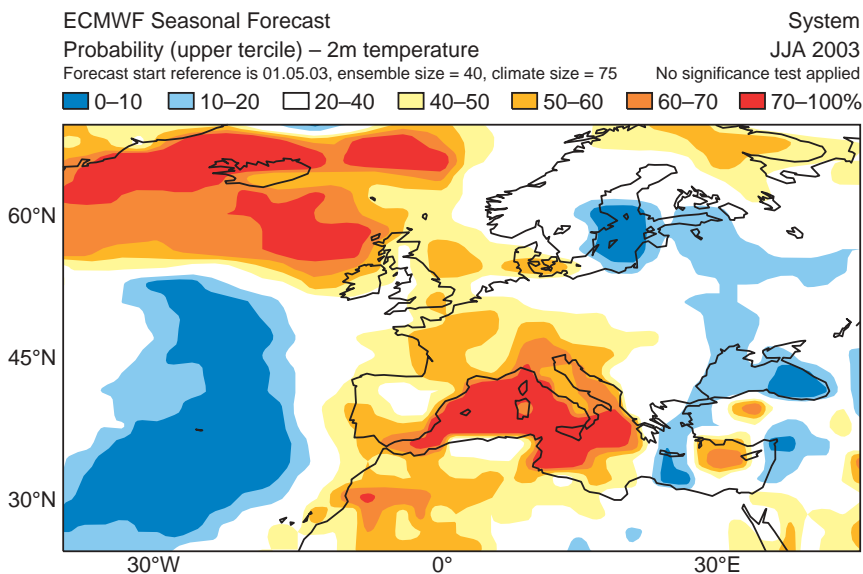 ECMWF Seasonal Forecast System
Probability (upper tercile) – 2m temperature JJA 2003
Forecast start reference is 01.05.03, ensemble size = 40, climate size = 75 No significance test applied
0–10 10–20 20–40 40–50 50–60 60–70 70–100%
60°N
45°N
30°N
30°W 0° 30°E